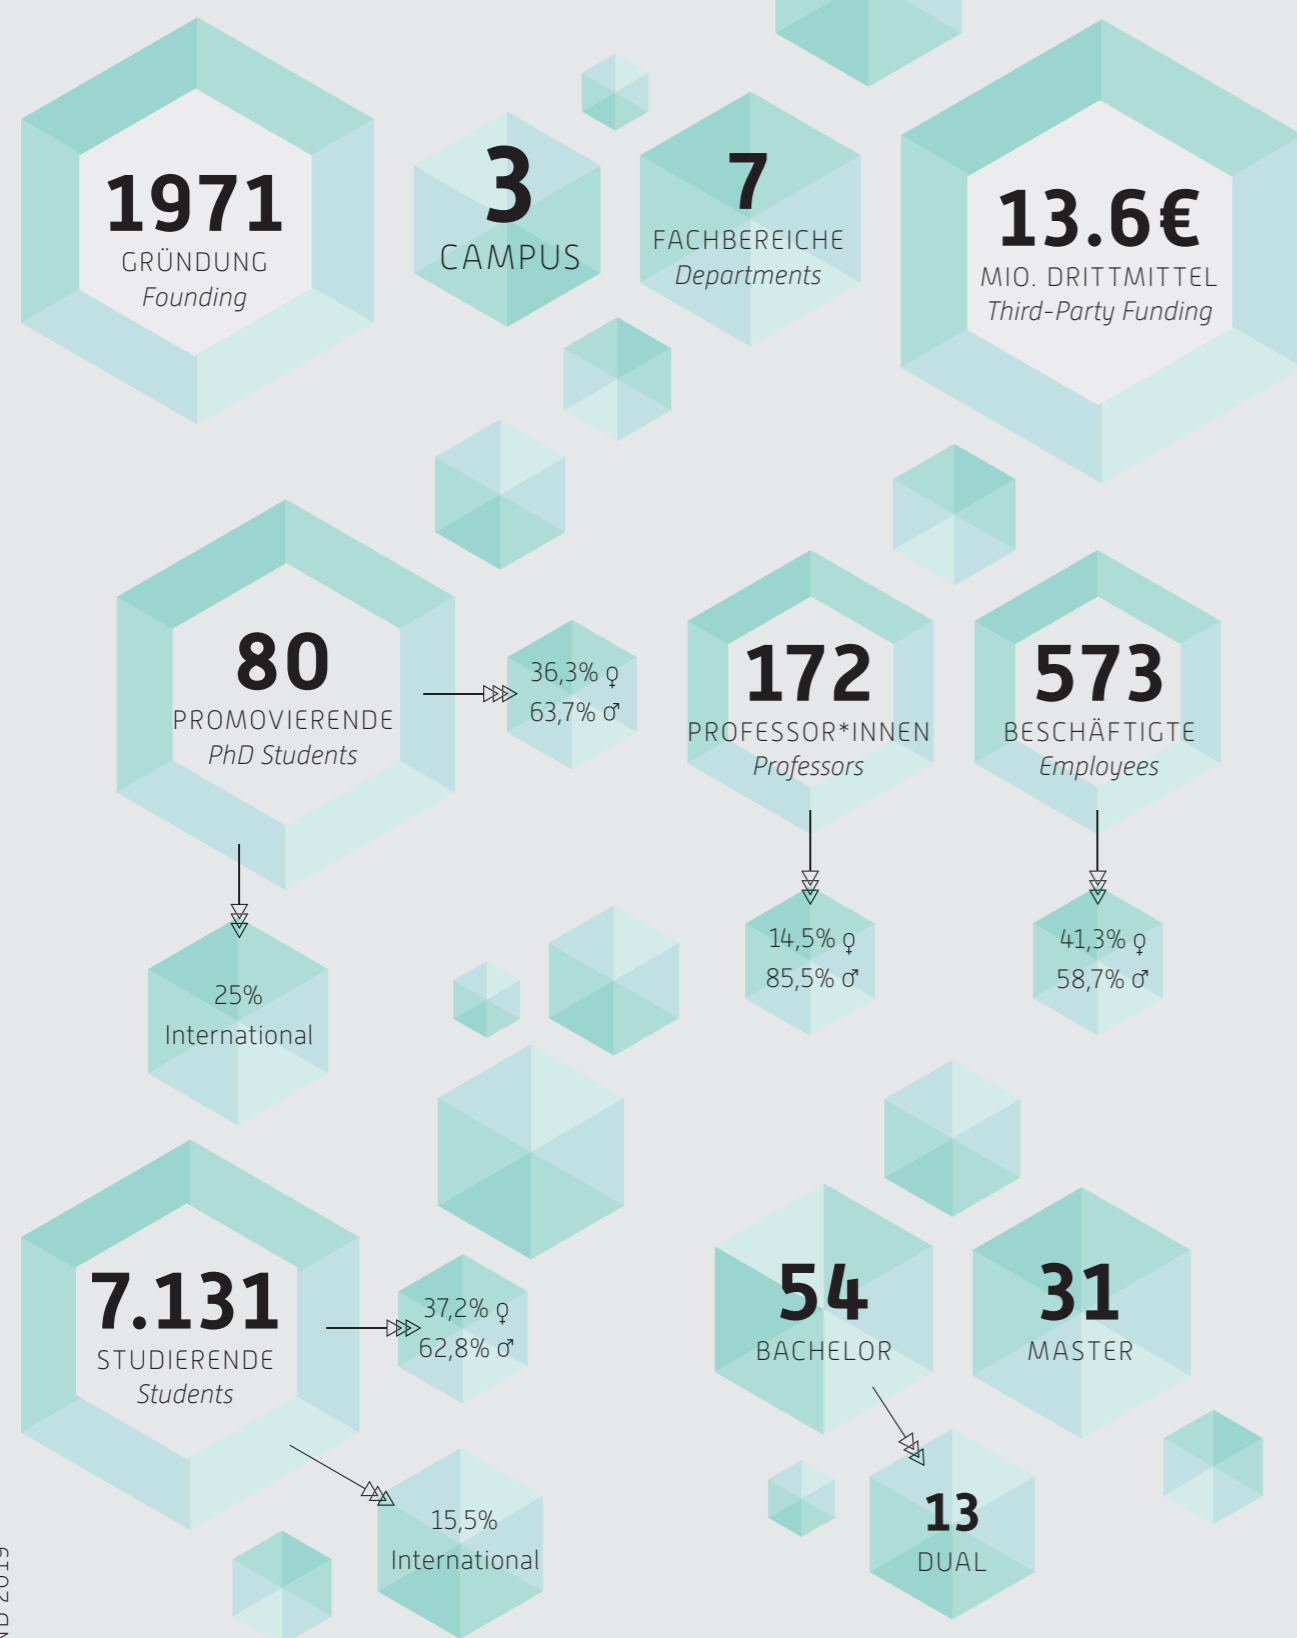 1971
GRÜNDUNG
Founding
3
CAMPUS
7
FACHBEREICHE
Departments
13.6€
MIO. DRITTMITTEL
Third-Party Funding
80
PROMOVIERENDE
PhD Students
36,3% ♀
63,7% ♂
25%
International
172
PROFESSOR*INNEN
Professors
14,5% ♀
85,5% ♂
573
BESCHÄFTIGTE
Employees
41,3% ♀
58,7% ♂
7.131
STUDIERENDE
Students
37,2% ♀
62,8% ♂
15,5%
International
54
BACHELOR
31
MASTER
13
DUAL
2019